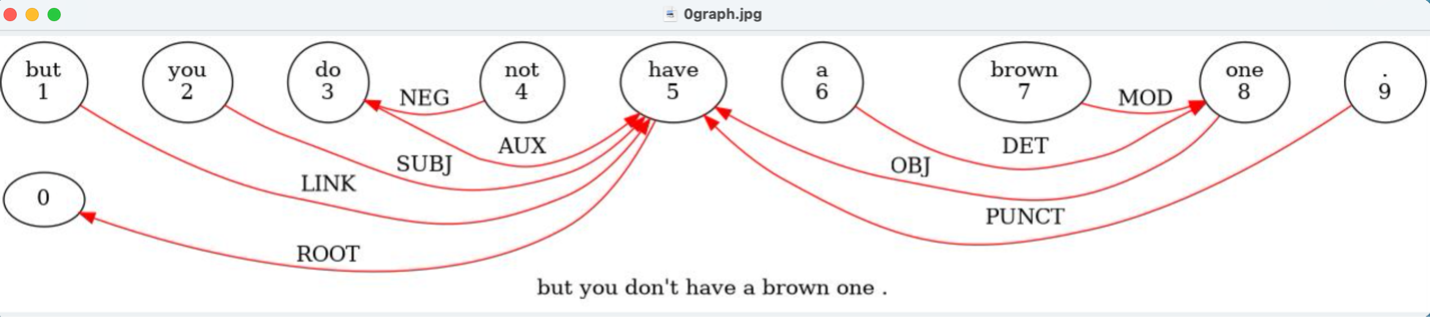 0graph.jpg
but you do not have a brown one .
1 2 3 4 5 6 7 8 9
NEG MOD
AUX DET
SUBJ OBJ
LINK
0
PUNCT
ROOT
but you don't have a brown one .